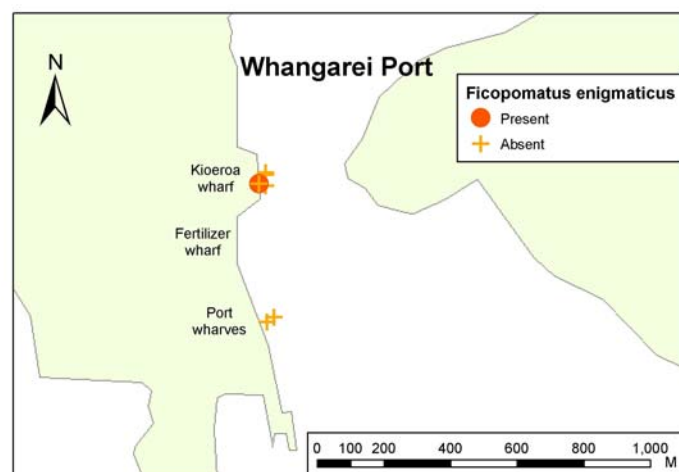 Whangarei Port
N
Ficopomatus enigmaticus
Present
Absent
Kioeroa
wharf
Fertilizer
wharf
Port
wharves
0 100 200 400 600 800 1,000
M